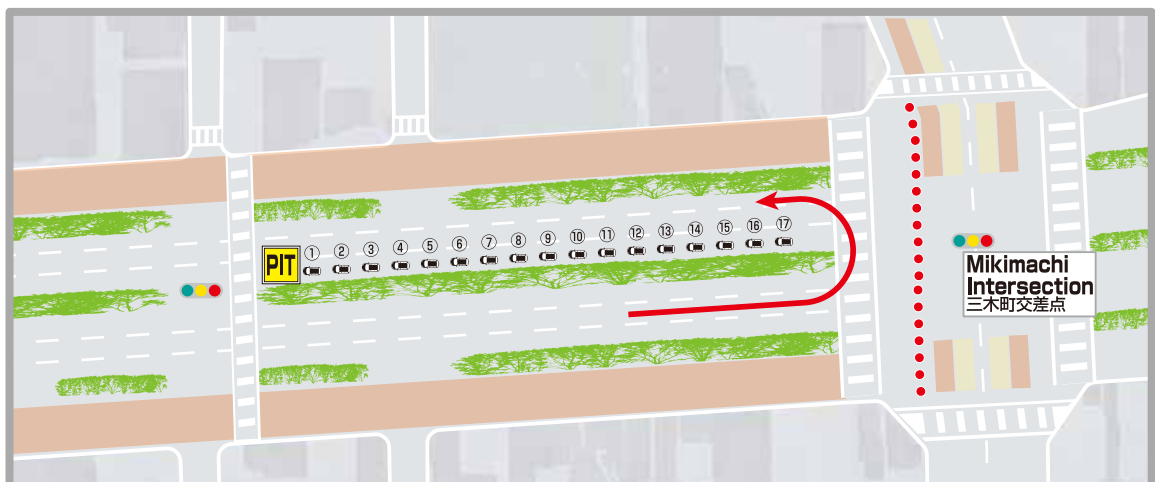 PIT
① ② ③ ④ ⑤ ⑥ ⑦ ⑧ ⑨ ⑩ ⑪ ⑫ ⑬ ⑭ ⑮ ⑯ ⑰
Mikimachi
Intersection
三木町交差点